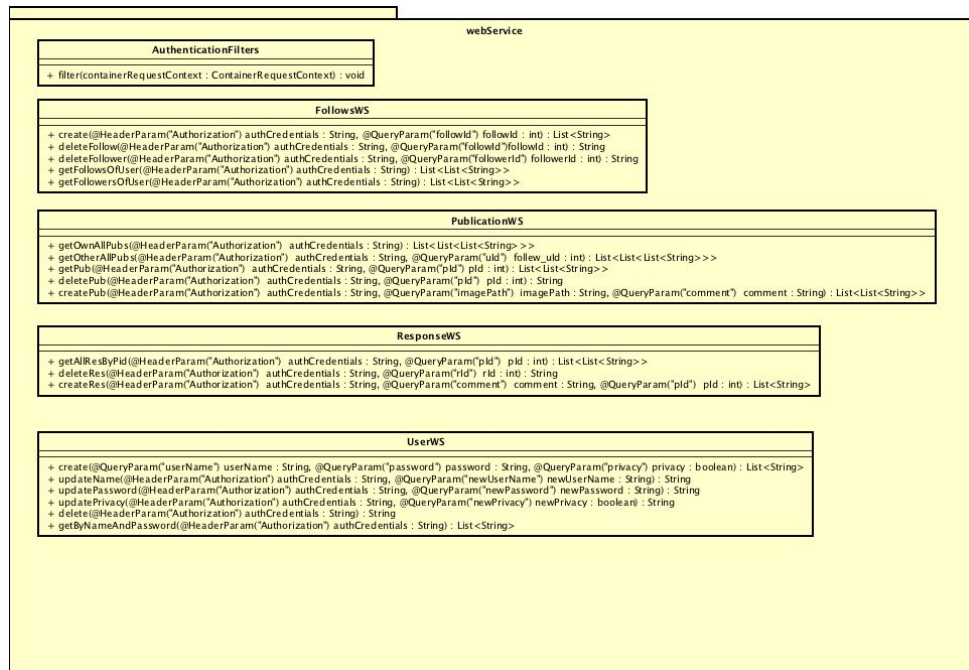 webService
AuthenticationFilters
+ filter(containerRequestContext : ContainerRequestContext) : void
FollowsWS
+ create(@HeaderParam("Authorization") authCredentials : String, @QueryParam("followId") followId : int) : List<String>
+ deleteFollow(@HeaderParam("Authorization") authCredentials : String, @QueryParam("followId")followId : int) : String
+ deleteFollower(@HeaderParam("Authorization") authCredentials : String, @QueryParam("followerId") followerId : int) : String
+ getFollowsOfUser(@HeaderParam("Authorization") authCredentials : String) : List<List<String>>
+ getFollowersOfUser(@HeaderParam("Authorization") authCredentials : String) : List<List<String>>
PublicationWS
+ getOwnAllPubs(@HeaderParam("Authorization") authCredentials : String) : List<List<List<String>>>
+ getOtherAllPubs(@HeaderParam("Authorization") authCredentials : String, @QueryParam("uId") follew_uId : int) : List<List<List<String>>>
+ getPub(@HeaderParam("Authorization") authCredentials : String, @QueryParam("pId") pId : int) : List<List<String>>
+ deletePub(@HeaderParam("Authorization") authCredentials : String, @QueryParam("pId") pId : int) : String
+ createPub(@HeaderParam("Authorization") authCredentials : String, @QueryParam("imagePath") imagePath : String, @QueryParam("comment") comment : String) : List<List<String>>
ResponseWS
+ getAllResByPid(@HeaderParam("Authorization") authCredentials : String, @QueryParam("pId") pId : int) : List<List<String>>
+ deleteRes(@HeaderParam("Authorization") authCredentials : String, @QueryParam("rId") rId : int) : String
+ createRes(@HeaderParam("Authorization") authCredentials : String, @QueryParam("comment") comment : String, @QueryParam("pId") pId : int) : List<String>
UserWS
+ create(@QueryParam("userName") userName : String, @QueryParam("password") password : String, @QueryParam("privacy") privacy : boolean) : List<String>
+ updateName(@HeaderParam("Authorization") authCredentials : String, @QueryParam("newUserName") newUserName : String) : String
+ updatePassword(@HeaderParam("Authorization") authCredentials : String, @QueryParam("newPassword") newPassword : String) : String
+ updatePrivacy(@HeaderParam("Authorization") authCredentials : String, @QueryParam("newPrivacy") newPrivacy : boolean) : String
+ delete(@HeaderParam("Authorization") authCredentials : String) : String
+ getByNameAndPassword(@HeaderParam("Authorization") authCredentials : String) : List<String>